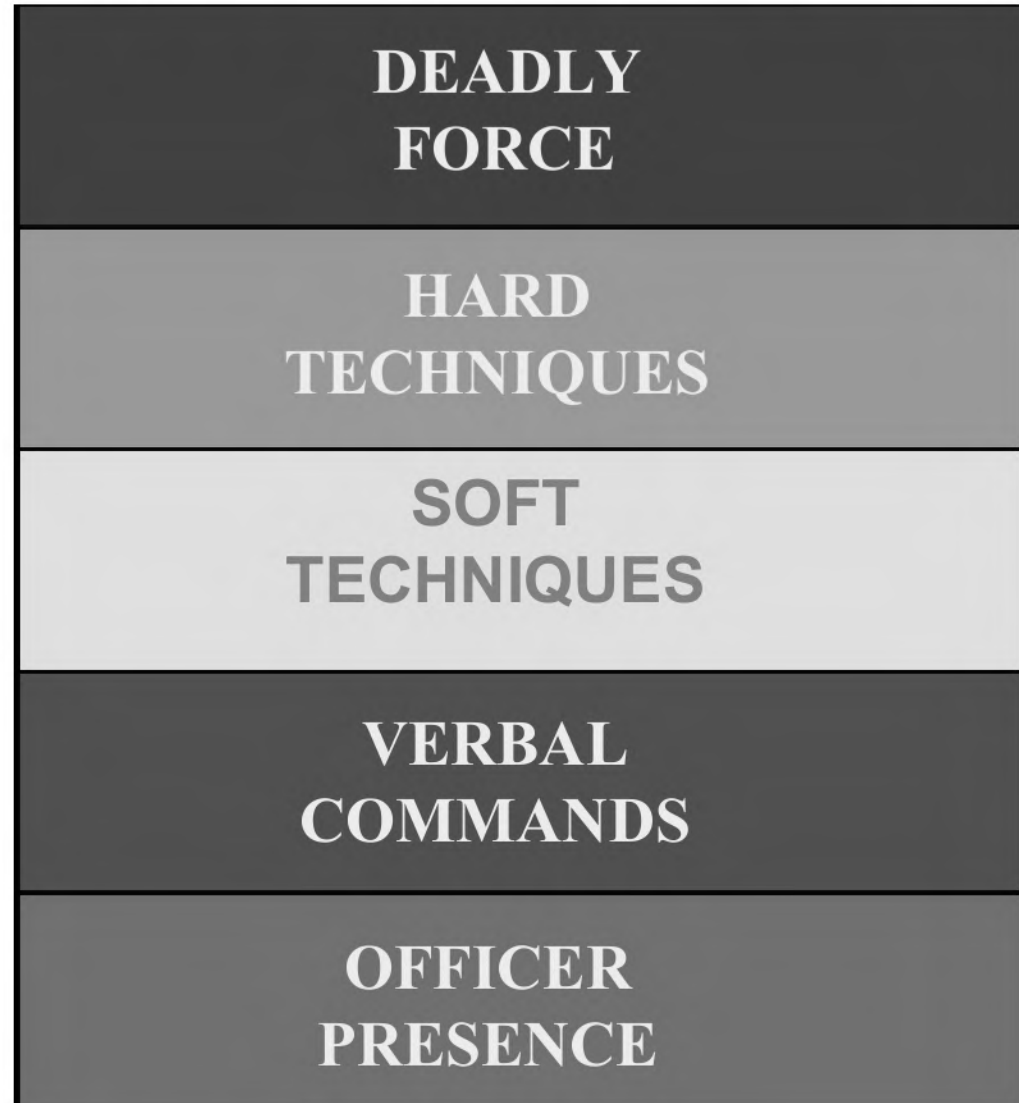 DEADLY
FORCE
HARD
TECHNIQUES
SOFT
TECHNIQUES
VERBAL
COMMANDS
OFFICER
PRESENCE